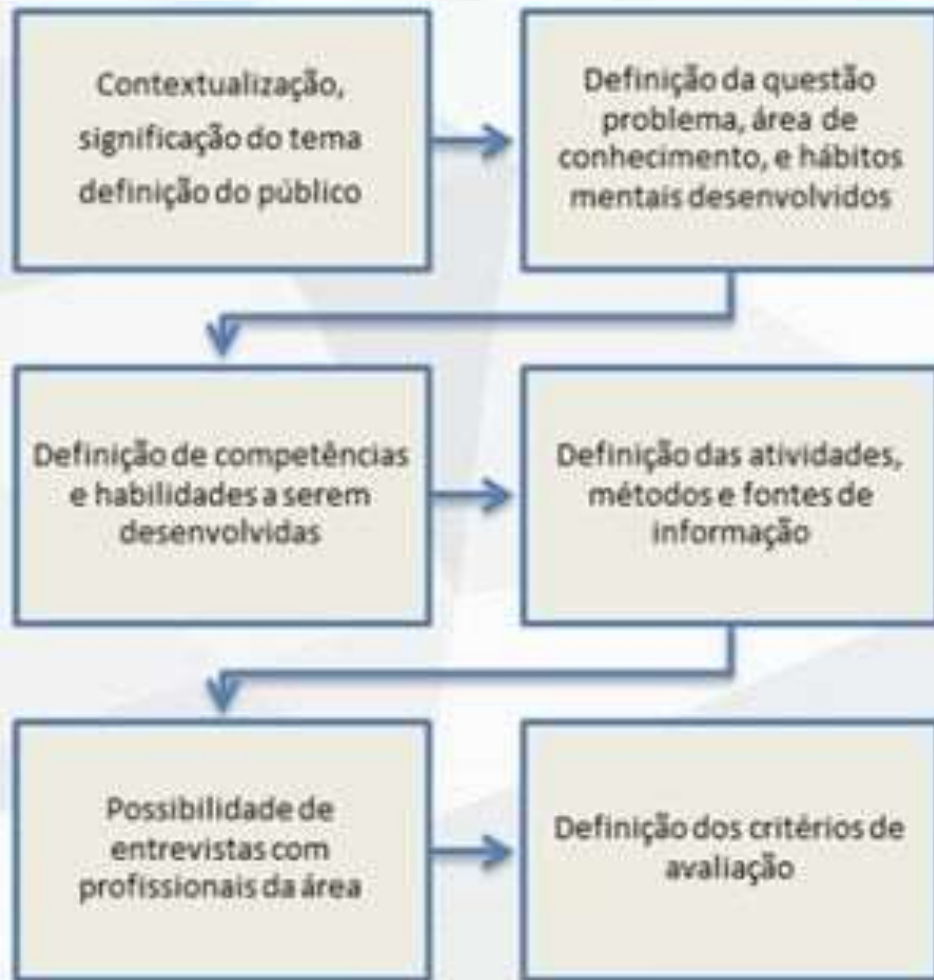 Contextualização,
significação do tema
definição do público
Definição da questão
problema, área de
conhecimento, e hábitos
mentais desenvolvidos
Definição de competências
e habilidades a serem
desenvolvidas
Definição das atividades,
métodos e fontes de
informação
Possibilidade de
entrevistas com
profissionais da área
Definição dos critérios de
avaliação